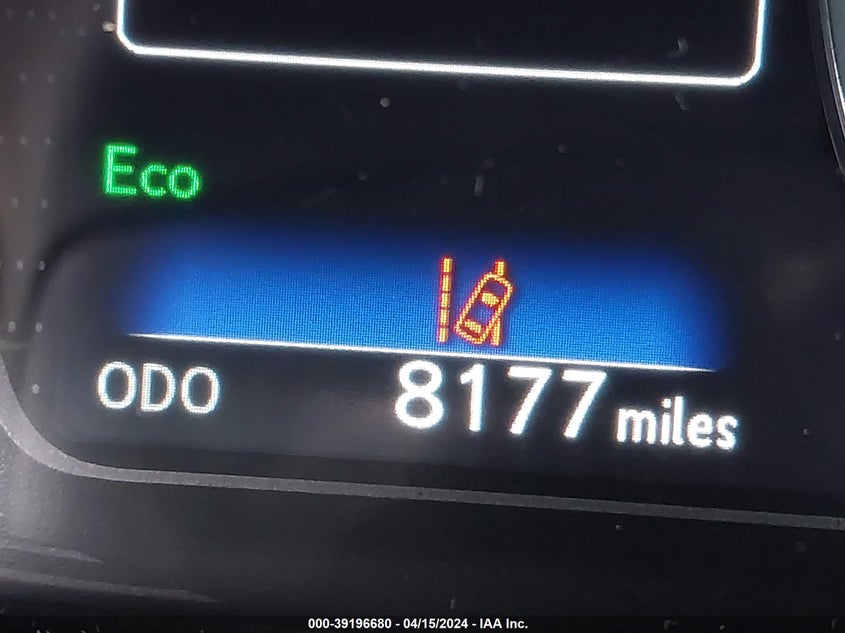 Eco
ODO 8177 miles
000-39196680 - 04/15/2024 - IAA Inc.